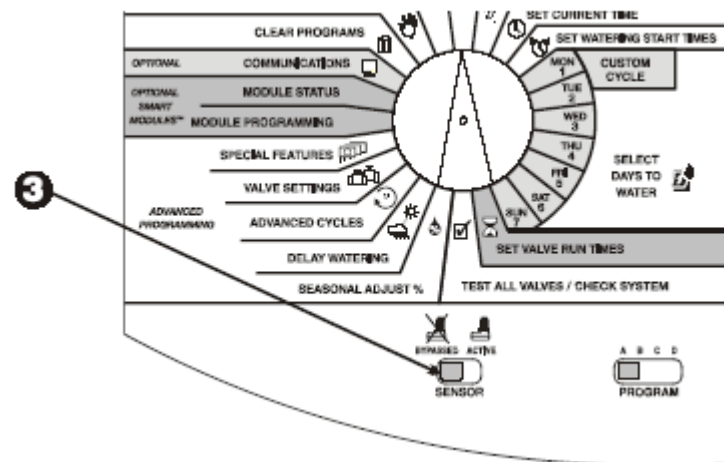 SET CURRENT TIME
CLEAR PROGRAMS
SET WATERING START TIMES
OPTIONAL
COMMUNICATIONS
MON
1
CUSTOM
CYCLE
OPTIONAL
SMART
MODULES™
MODULE STATUS
TUE
2
MODULE PROGRAMMING
WED
3
SPECIAL FEATURES
THU
4
SELECT
DAYS TO
WATER
3
VALVE SETTINGS
FRI
5
ADVANCED
PROGRAMMING
ADVANCED CYCLES
SAT
6
SUN
7
DELAY WATERING
SET VALVE RUN TIMES
SEASONAL ADJUST %
TEST ALL VALVES / CHECK SYSTEM
BYPASSED ACTIVE
A B C D
SENSOR
PROGRAM